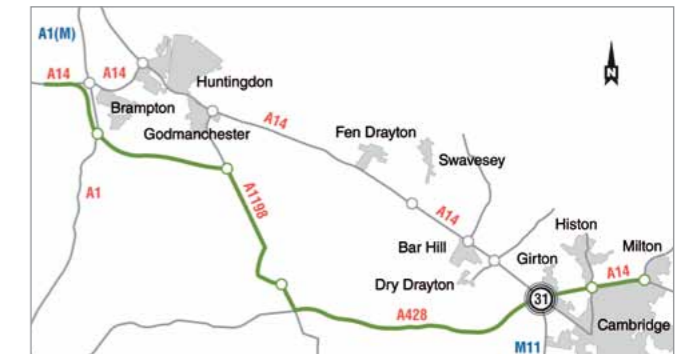 A1(M)
A14
A14
Huntingdon
N
Brampton
Godmanchester
A14
Fen Drayton
Swavesey
A1
A1198
A14
Histon
Bar Hill
Girton
Milton
A14
Dry Drayton
31
A428
Cambridge
M11